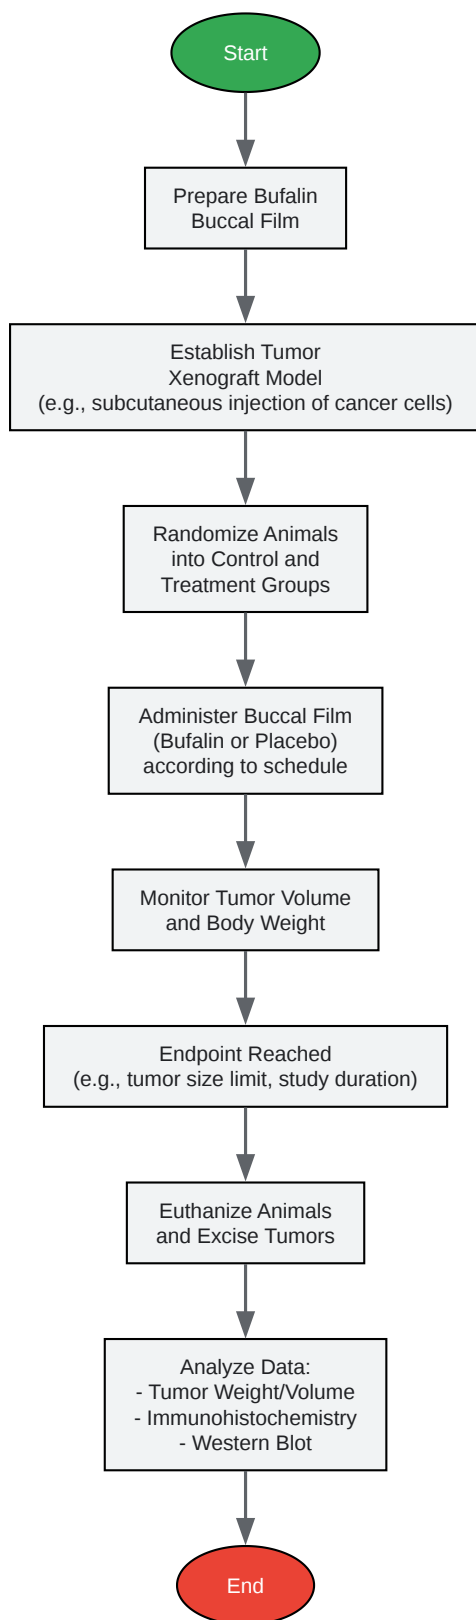 Start
Prepare Bufalin
Buccal Film
Establish Tumor
Xenograft Model
(e.g., subcutaneous injection of cancer cells)
Randomize Animals
into Control and
Treatment Groups
Administer Buccal Film
(Bufalin or Placebo)
according to schedule
Monitor Tumor Volume
and Body Weight
Endpoint Reached
(e.g., tumor size limit, study duration)
Euthanize Animals
and Excise Tumors
Analyze Data:
- Tumor Weight/Volume
- Immunohistochemistry
- Western Blot
End